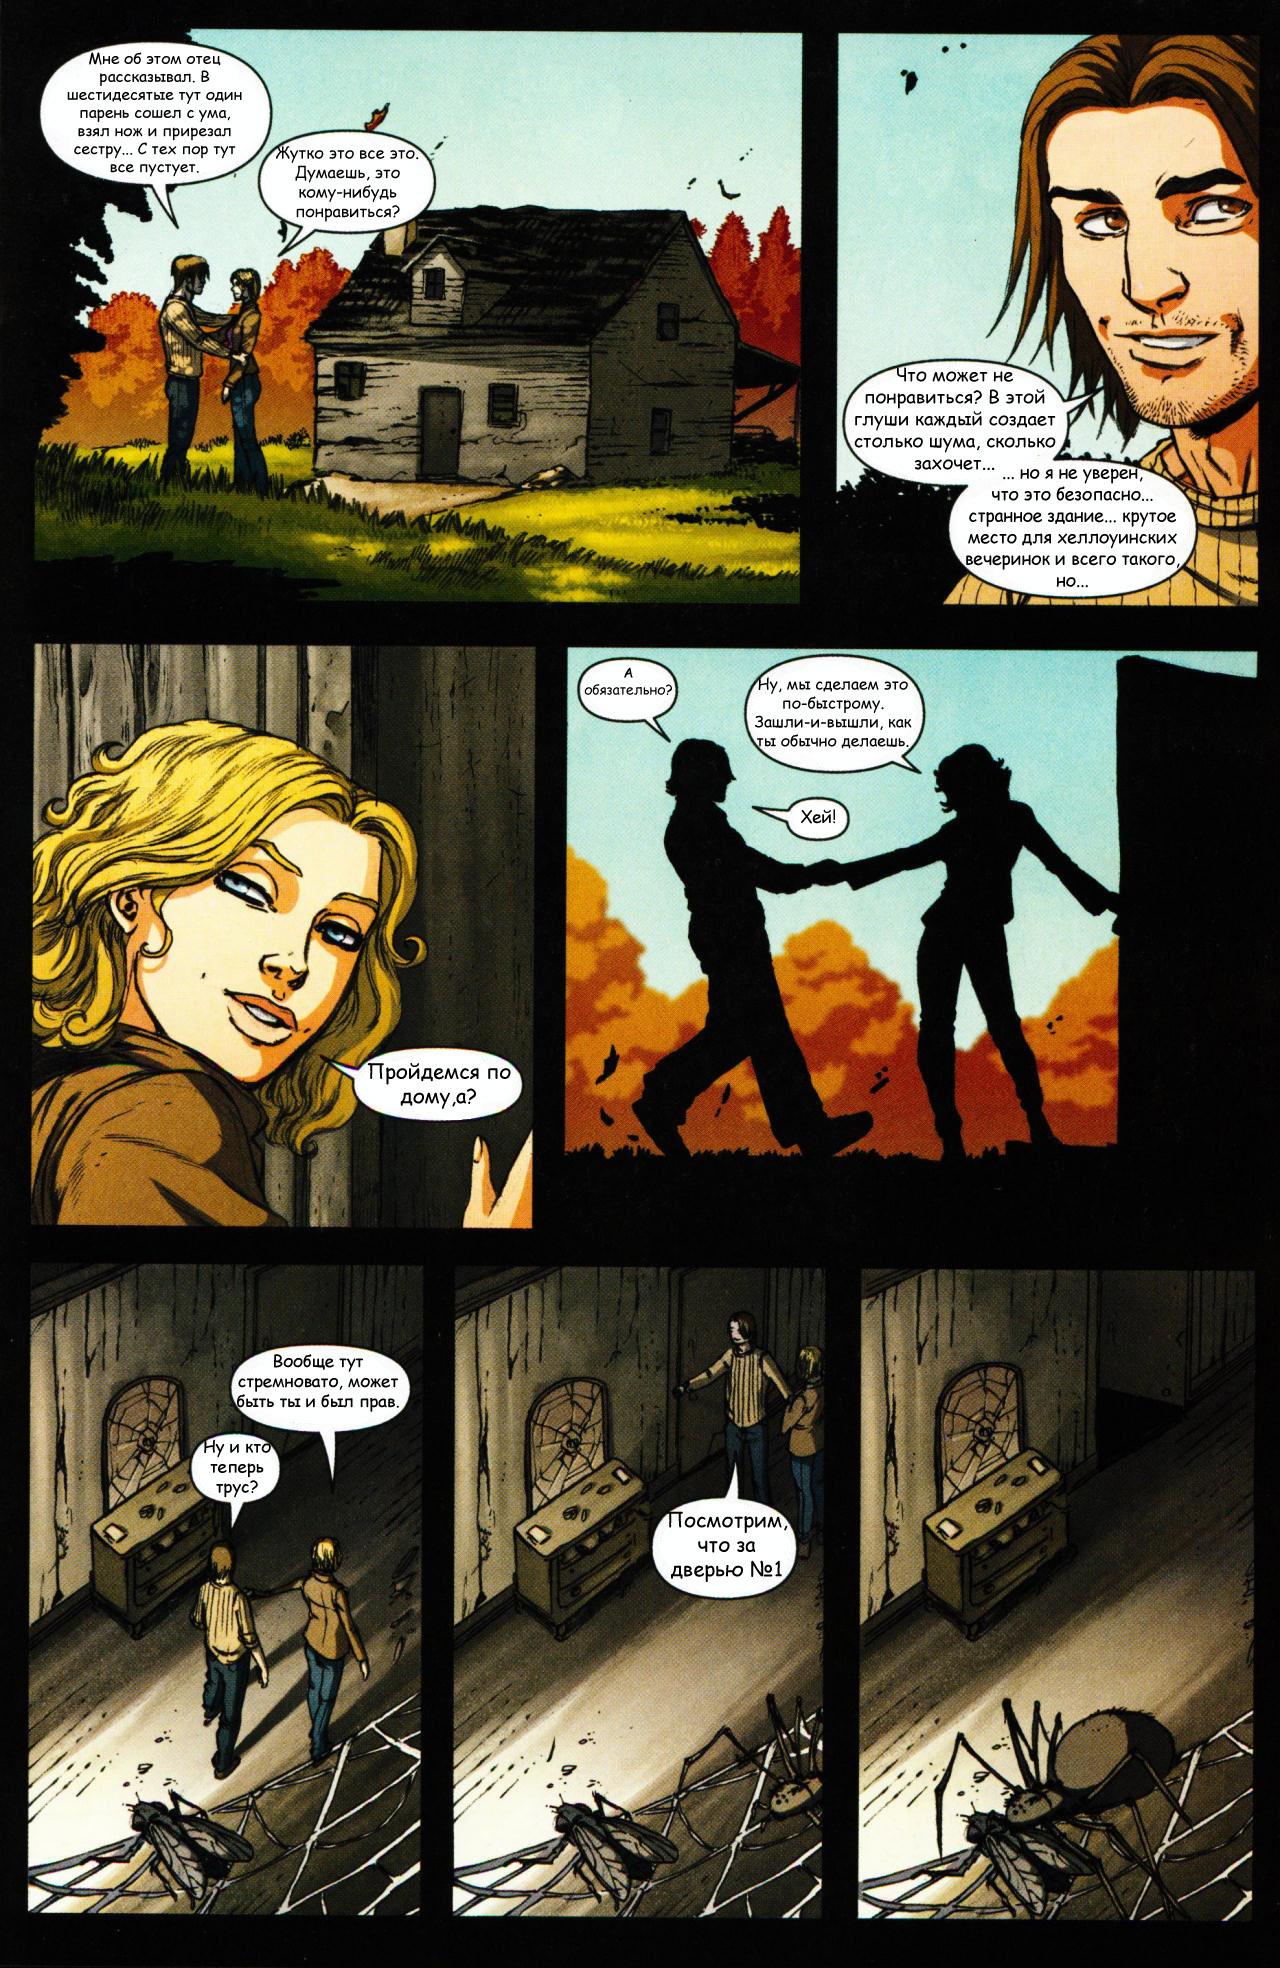 Мне об этом отец
рассказывал. В
шестидесятые тут один
парень сошел с ума,
взял нож и прирезал
сестру... С тех пор тут
все пустует.
Жутко это все это.
Думаешь, это
кому-нибудь
понравиться?
Что может не
понравиться? В этой
глуши каждый создает
столько шума, сколько
захочет...
... но я не уверен,
что это безопасно...
странное здание... крутое
место для хеллоуинских
вечеринок и всего такого,
но...
Пройдемся по
дому,а?
А
обязательно?
Ну, мы сделаем это
по-быстрому.
Зашли-и-вышли, как
ты обычно делаешь.
Хей!
Вообще тут
стремновато, может
быть ты и был прав.
Ну и кто
теперь
трус?
Посмотрим,
что за
дверью №1